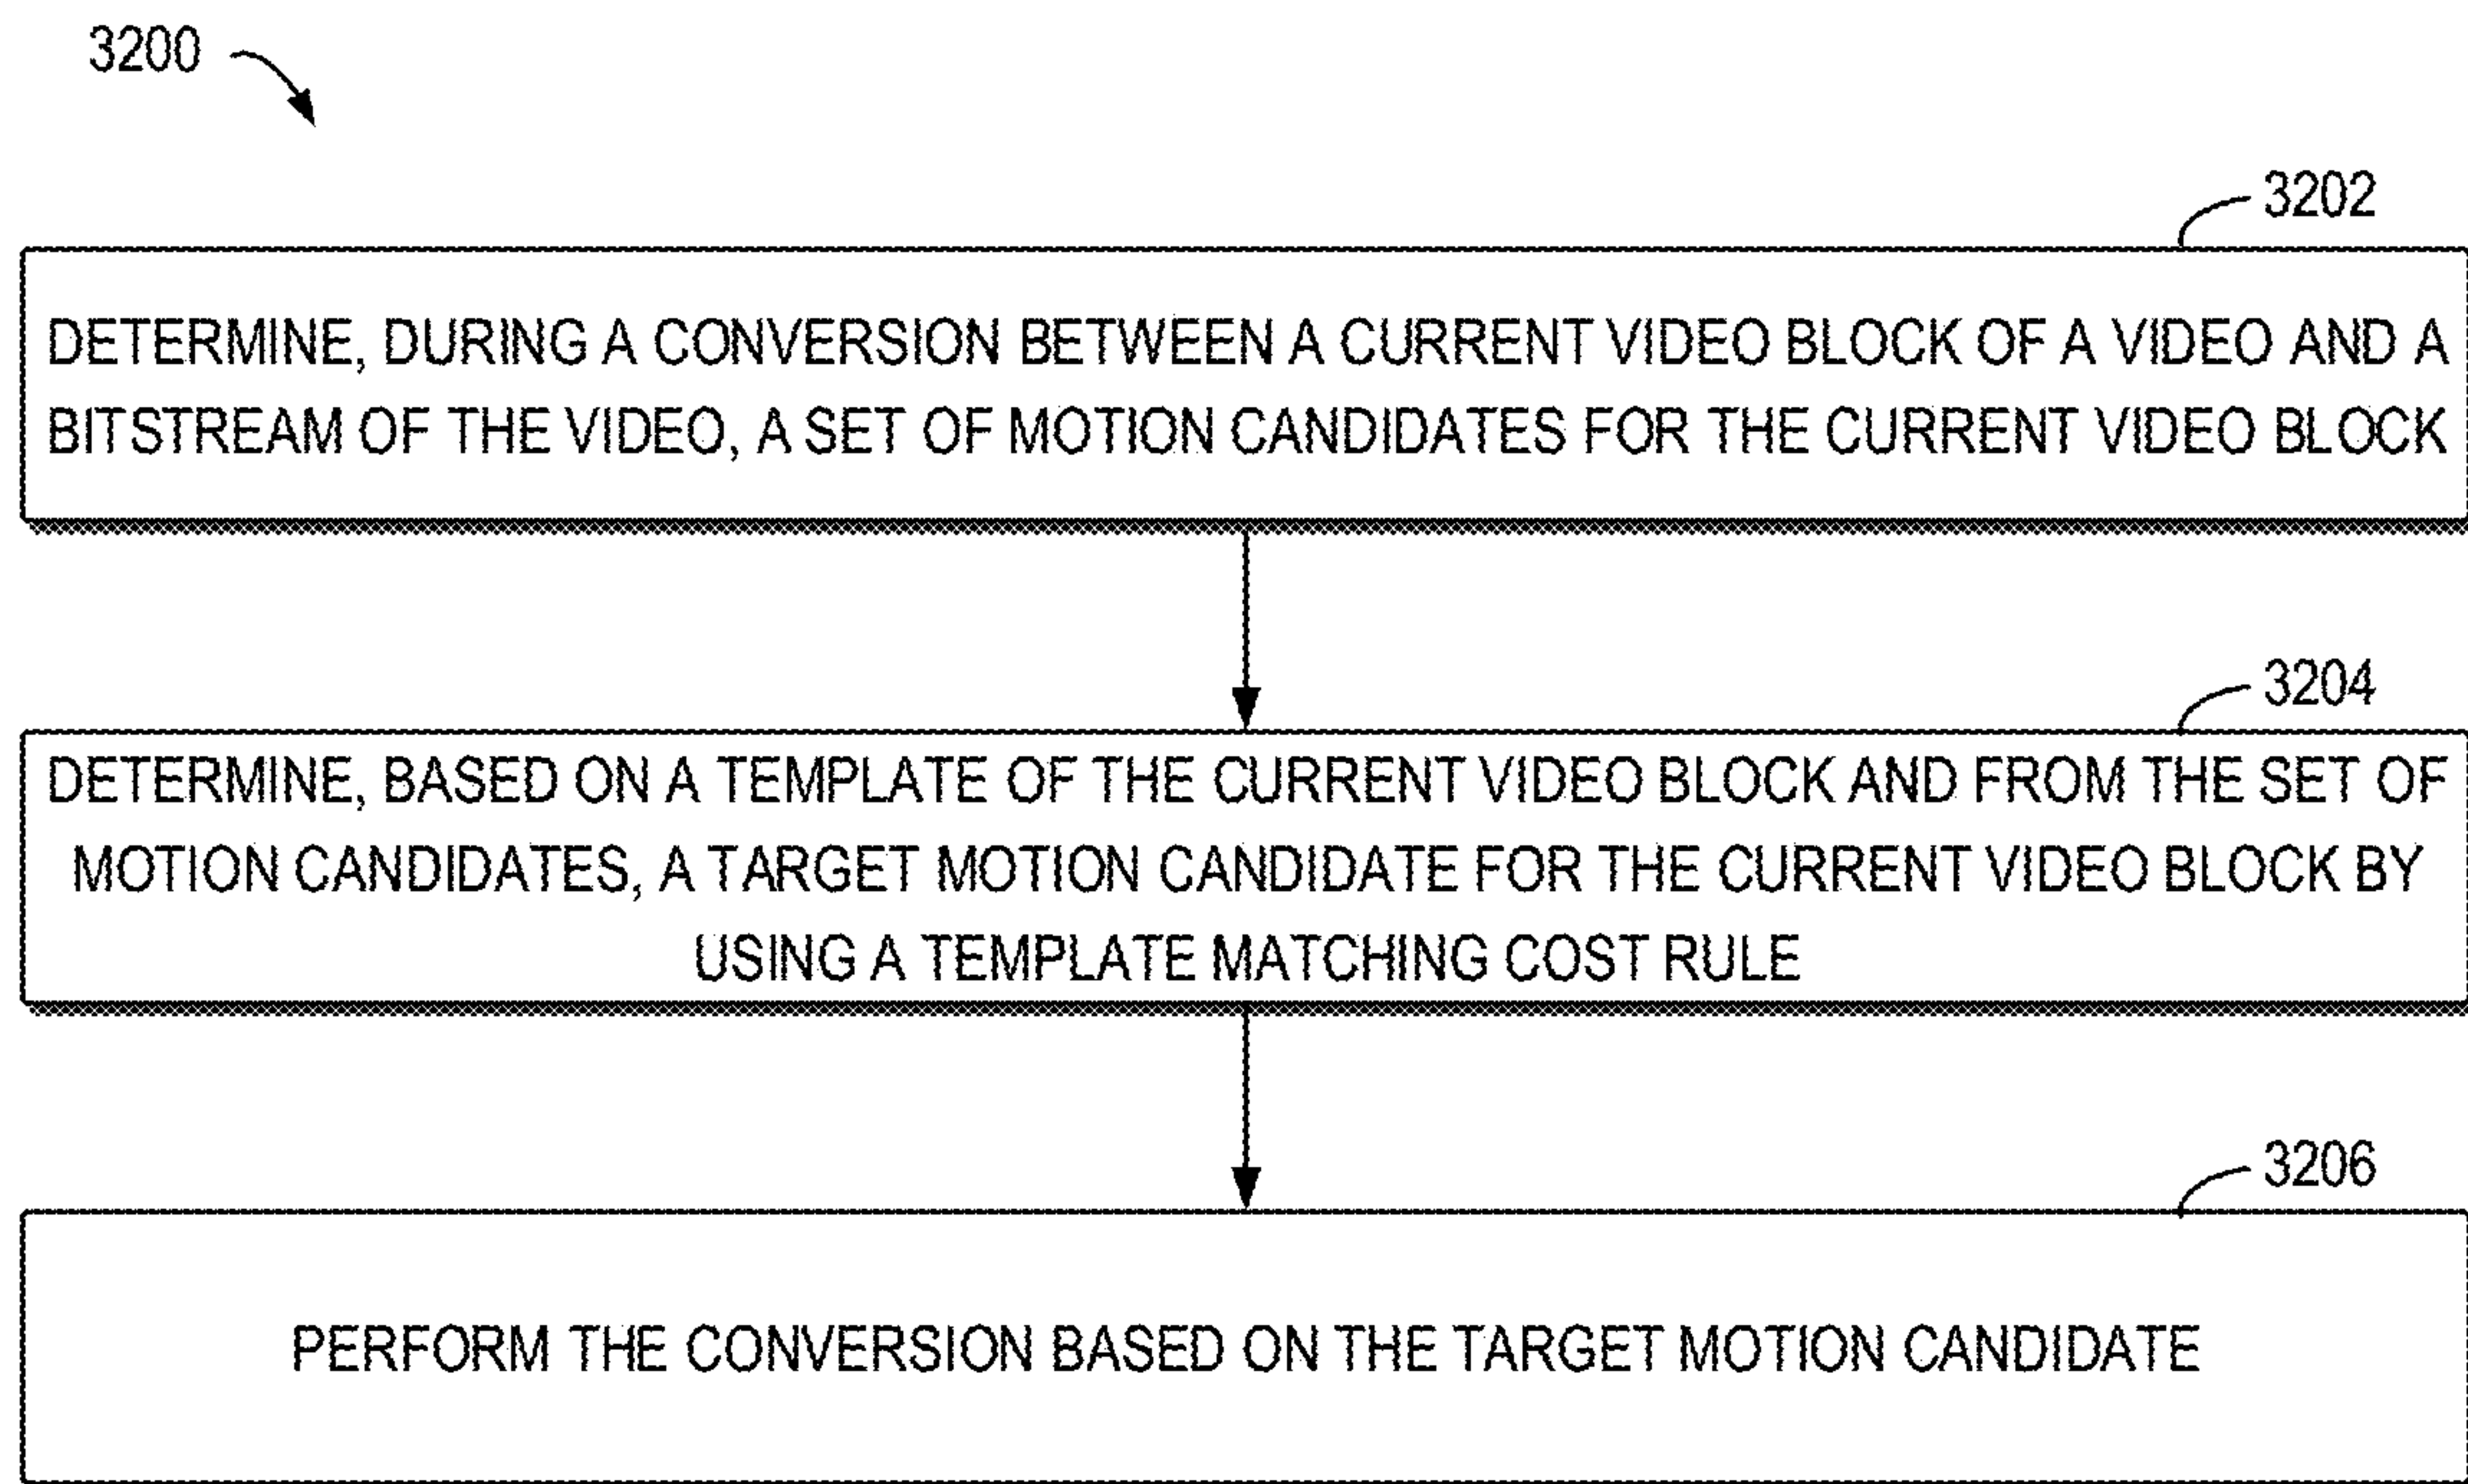 3200
3202
DETERMINE, DURING A CONVERSION BETWEEN A CURRENT VIDEO BLOCK OF A VIDEO AND A
BITSTREAM OF THE VIDEO, A SET OF MOTION CANDIDATES FOR THE CURRENT VIDEO BLOCK
3204
DETERMINE, BASED ON A TEMPLATE OF THE CURRENT VIDEO BLOCK AND FROM THE SET OF
MOTION CANDIDATES, A TARGET MOTION CANDIDATE FOR THE CURRENT VIDEO BLOCK BY
USING A TEMPLATE MATCHING COST RULE
3206
PERFORM THE CONVERSION BASED ON THE TARGET MOTION CANDIDATE